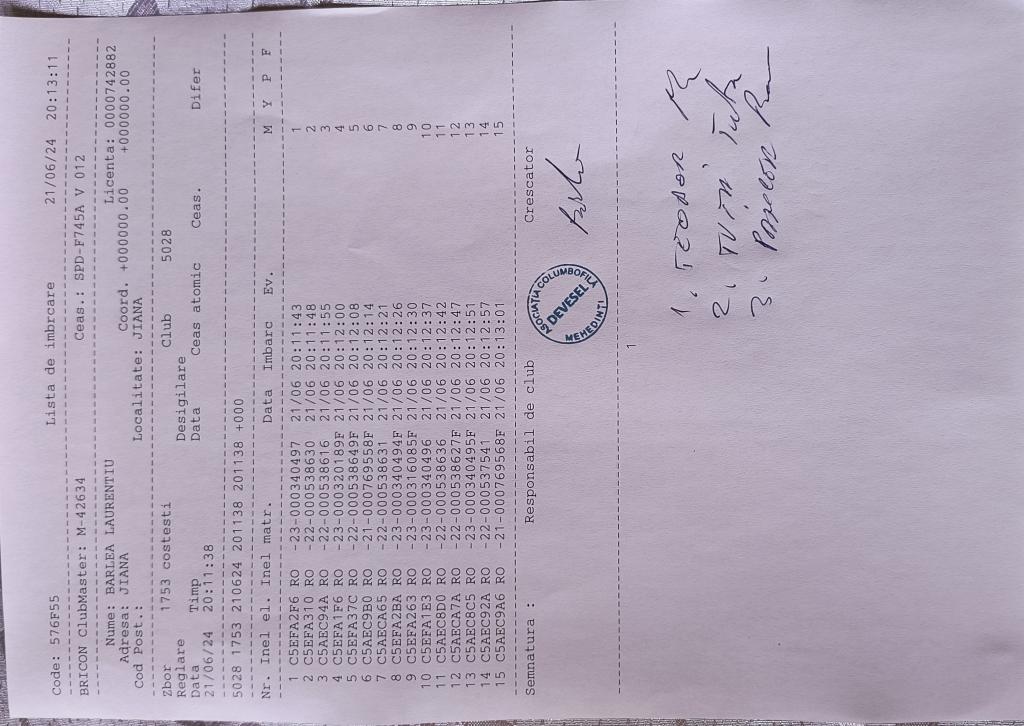 Code: 576F55 Lista de imbrcare 21/06/24 20:13:11
BRICON ClubMaster: M-42634 Ceas.: SPD-F745A V 012
Nume: BARLEA LAURENTIU Licenta: 0000742882
Adresa: JIANA Coord. +000000.00 +000000.00
Cod Post.: Localitate: JIANA
Zbor 1753 costesti Club 5028
Reglare Desigilare
Data Timp Data Ceas atomic Ceas. Difer
21/06/24 20:11:38
5028 1753 210624 201138 201138 +000
Nr. Inel el. Inel matr. Data Imbarc Ev. M Y P F
1 C5EFA2F6 RO -23-000340497 21/06 20:11:43 1
2 C5EFA310 RO -22-000538630 21/06 20:11:48 2
3 C5AEC94A RO -22-000538616 21/06 20:11:55 3
4 C5EFA1F6 RO -23-000320189F 21/06 20:12:00 4
5 C5EFA37C RO -22-000538649F 21/06 20:12:08 5
6 C5AEC9B0 RO -21-000769558F 21/06 20:12:14 6
7 C5AECA65 RO -22-000538631 21/06 20:12:21 7
8 C5EFA2BA RO -23-000340494F 21/06 20:12:26 8
9 C5EFA263 RO -23-000316085F 21/06 20:12:30 9
10 C5EFA1E3 RO -23-000340496 21/06 20:12:37 10
11 C5AEC8D0 RO -22-000538636 21/06 20:12:42 11
12 C5AECA7A RO -22-000538627F 21/06 20:12:47 12
13 C5AEC8C5 RO -23-000340495F 21/06 20:12:51 13
14 C5AEC92A RO -22-000537541 21/06 20:12:57 14
15 C5AEC9A6 RO -21-000769568F 21/06 20:13:01 15
Semnatura : Responsabil de club Crescator
ASOCIATIA COLUMBOFILA
DEVESEL
MEHEDINTI
1
1. TEODOR
2.
3.